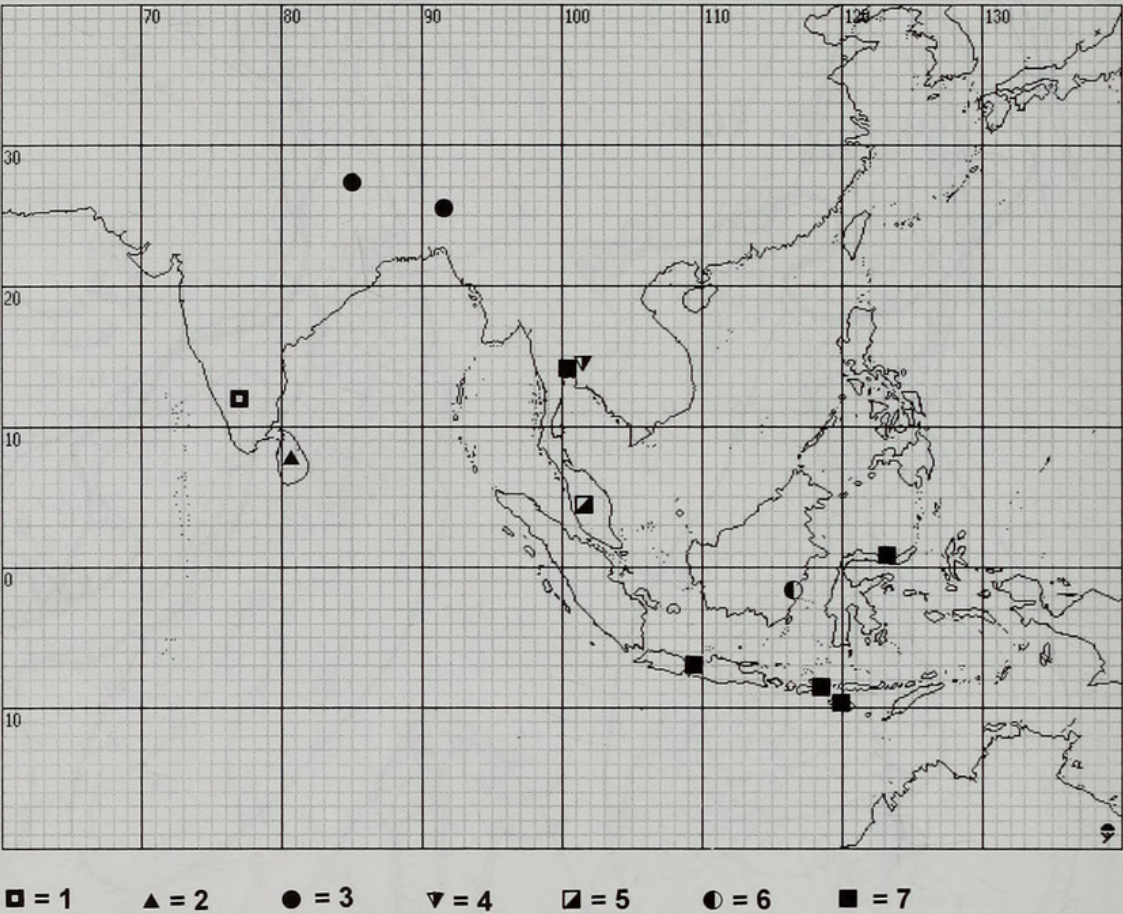 70 80 90 100 110 120 130
30
20
10
0
10
= 1 = 2 = 3 = 4 = 5 = 6 = 7